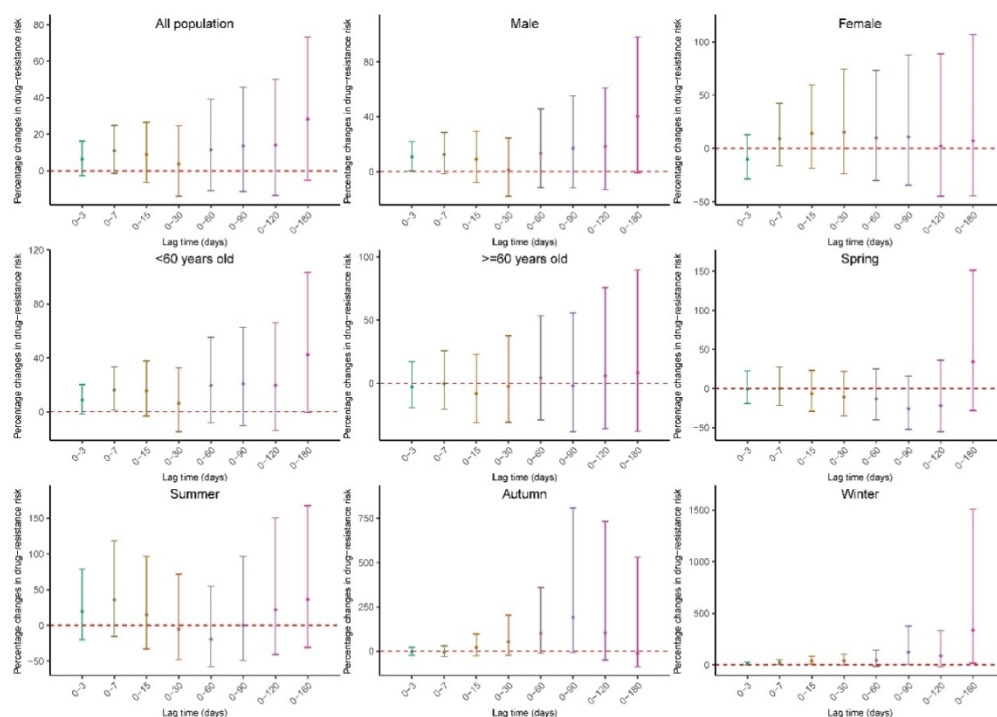 All population
Percentage changes in drug-resistance risk
80
60
40
20
0
0~3 0~7 0~15 0~30 0~60 0~90 0~120 0~180
Lag time (days)
Male
Percentage changes in drug-resistance risk
80
40
0
0~3 0~7 0~15 0~30 0~60 0~90 0~120 0~180
Lag time (days)
Female
Percentage changes in drug-resistance risk
100
50
0
-50
0~3 0~7 0~15 0~30 0~60 0~90 0~120 0~180
Lag time (days)
<60 years old
Percentage changes in drug-resistance risk
120
80
40
0
0~3 0~7 0~15 0~30 0~60 0~90 0~120 0~180
Lag time (days)
>=60 years old
Percentage changes in drug-resistance risk
100
50
0
0~3 0~7 0~15 0~30 0~60 0~90 0~120 0~180
Lag time (days)
Spring
Percentage changes in drug-resistance risk
150
100
50
0
-50
0~3 0~7 0~15 0~30 0~60 0~90 0~120 0~180
Lag time (days)
Summer
Percentage changes in drug-resistance risk
150
100
50
0
-50
0~3 0~7 0~15 0~30 0~60 0~90 0~120 0~180
Lag time (days)
Autumn
Percentage changes in drug-resistance risk
750
500
250
0
0~3 0~7 0~15 0~30 0~60 0~90 0~120 0~180
Lag time (days)
Winter
Percentage changes in drug-resistance risk
1500
1000
500
0
0~3 0~7 0~15 0~30 0~60 0~90 0~120 0~180
Lag time (days)